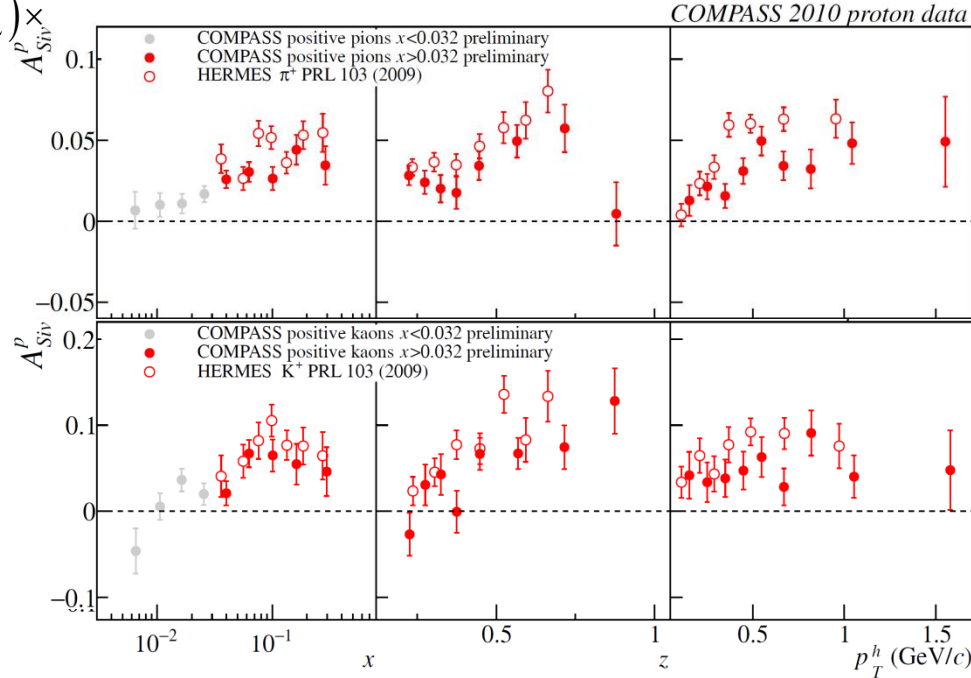 )×
COMPASS 2010 proton data
A^p_Siv
COMPASS positive pions x<0.032 preliminary
COMPASS positive pions x>0.032 preliminary
HERMES π⁺ PRL 103 (2009)
0.1
0.05
0
−0.05
A^p_Siv
COMPASS positive kaons x<0.032 preliminary
COMPASS positive kaons x>0.032 preliminary
HERMES K⁺ PRL 103 (2009)
0.2
0.1
0
−0.1
10⁻² 10⁻¹ 0.5 1 0.5 1 1.5
x z p_T^h (GeV/c)